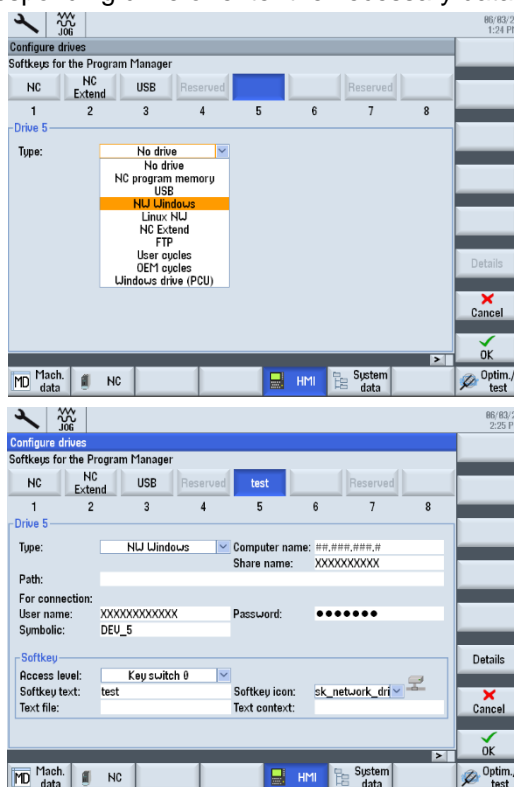 JOG
06/03/2
1:24 P
Configure drives
Softkeys for the Program Manager
NC NC Extend USB Reserved Reserved
1 2 3 4 5 6 7 8
Drive 5
Type: No drive
No drive
NC program memory
USB
NW Windows
Linux NW
NC Extend
FTP
User cycles
OEM cycles
Windows drive (PCU)
Details
Cancel
OK
MD Mach. data NC HMI System data Optim./ test
JOG
06/03/2
2:25 P
Configure drives
Softkeys for the Program Manager
NC NC Extend USB Reserved test Reserved
1 2 3 4 5 6 7 8
Drive 5
Type: NW Windows Computer name: ##.###.###.#
Share name: XXXXXXXXXX
Path:
For connection:
User name: XXXXXXXXXXXX Password: ●●●●●●●
Symbolic: DEV_5
Softkey
Access level: Key switch 0
Softkey text: test Softkey icon: sk_network_dri
Text file: Text context:
Details
Cancel
OK
MD Mach. data NC HMI System data Optim./ test